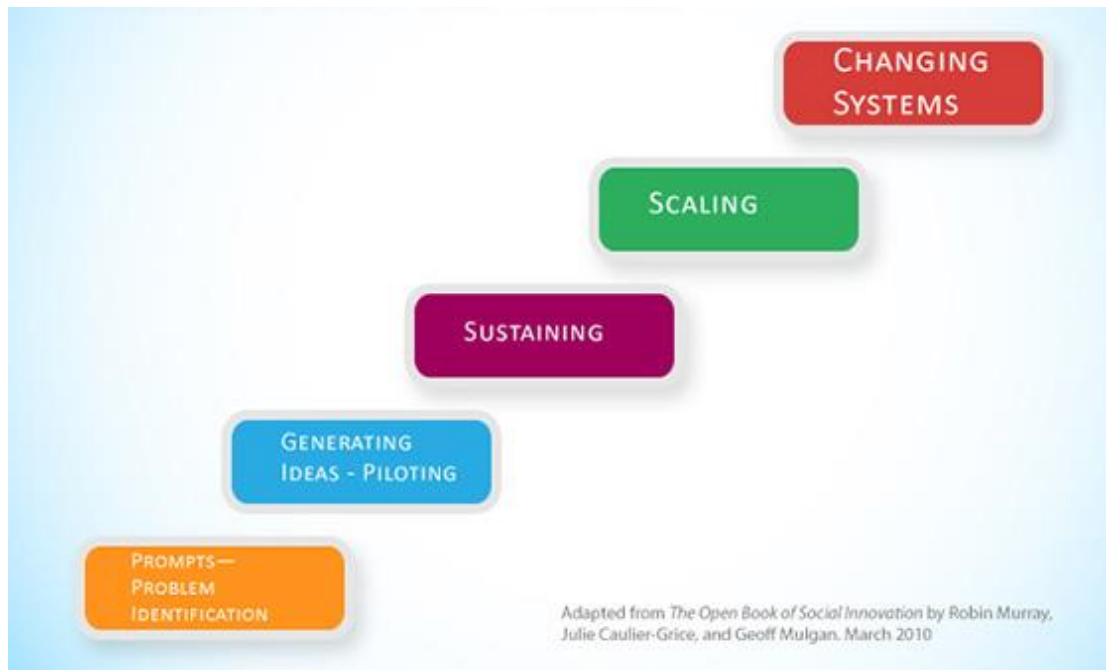 CHANGING
SYSTEMS
SCALING
SUSTAINING
GENERATING
IDEAS - PILOTING
PROMPTS—
PROBLEM
IDENTIFICATION
Adapted from The Open Book of Social Innovation by Robin Murray,
Julie Caulier-Grice, and Geoff Mulgan. March 2010